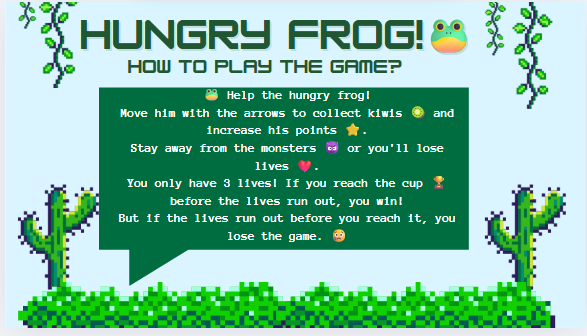 HUNGRY FROG!🐸
HOW TO PLAY THE GAME?
🐸 Help the hungry frog!
Move him with the arrows to collect kiwis 🥝 and
increase his points ⭐.
Stay away from the monsters 👾 or you'll lose
lives ❤️.
You only have 3 lives! If you reach the cup 🏆
before the lives run out, you win!
But if the lives run out before you reach it, you
lose the game. 😳